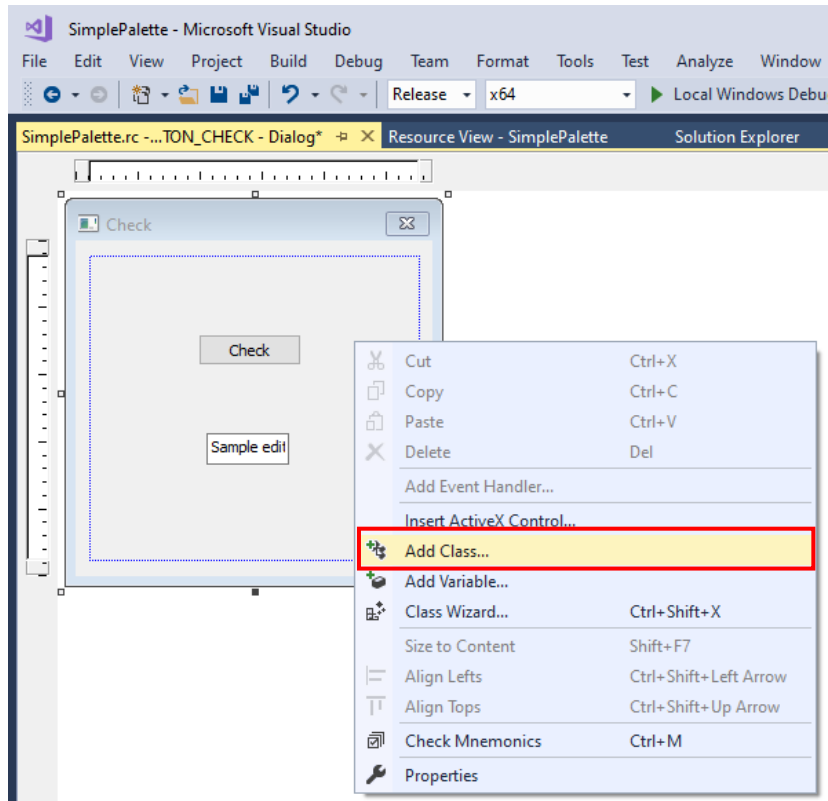 SimplePalette - Microsoft Visual Studio
File Edit View Project Build Debug Team Format Tools Test Analyze Window
Release x64 Local Windows Debu
SimplePalette.rc -...TON_CHECK - Dialog* Resource View - SimplePalette Solution Explorer
Check
Check
Sample edit
Cut Ctrl+X
Copy Ctrl+C
Paste Ctrl+V
Delete Del
Add Event Handler...
Insert ActiveX Control...
Add Class...
Add Variable...
Class Wizard... Ctrl+Shift+X
Size to Content Shift+F7
Align Lefts Ctrl+Shift+Left Arrow
Align Tops Ctrl+Shift+Up Arrow
Check Mnemonics Ctrl+M
Properties